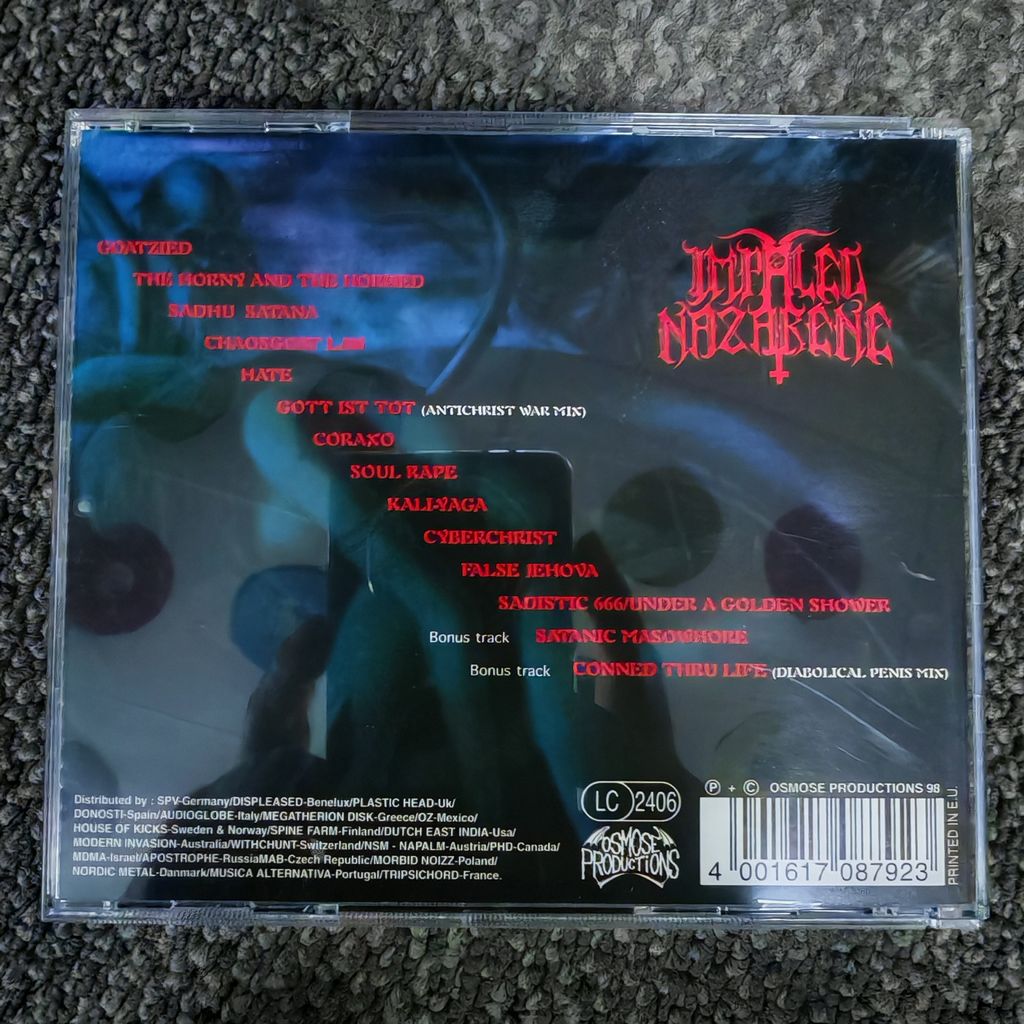 IMPALED
NAZARENE
GOATZIED
THE HORNY AND THE HORNED
SADHU SATANA
CHAOSGOAT LAW
HATE
GOTT IST TOT (ANTICHRIST WAR MIX)
CORAXO
SOUL RAPE
KALI-YAGA
CYBERCHRIST
FALSE JEHOVA
SADISTIC 666/UNDER A GOLDEN SHOWER
Bonus track SATANIC MASOWHORE
Bonus track CONNED THRU LIFE (DIABOLICAL PENIS MIX)
Distributed by : SPV-Germany/DISPLEASED-Benelux/PLASTIC HEAD-Uk/
DONOSTI-Spain/AUDIOGLOBE-Italy/MEGATHERION DISK-Greece/OZ-Mexico/
HOUSE OF KICKS-Sweden & Norway/SPINE FARM-Finland/DUTCH EAST INDIA-Usa/
MODERN INVASION-Australia/WITCHCUNT-Switzerland/NSM - NAPALM-Austria/PHD-Canada/
MDMA-Israel/APOSTROPHE-RussiaMAB-Czech Republic/MORBID NOIZZ-Poland/
NORDIC METAL-Danmark/MUSICA ALTERNATIVA-Portugal/TRIPSICHORD-France.
LC 2406
OSMOSE
PRODUCTIONS
℗ + © OSMOSE PRODUCTIONS 98
4 001617 087923
PRINTED IN E.U.